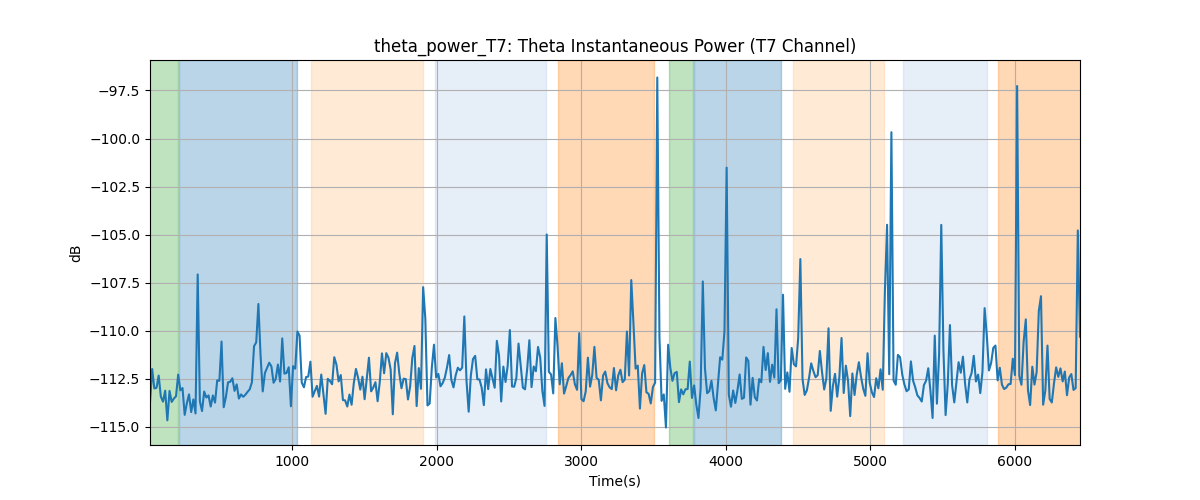 theta_power_T7: Theta Instantaneous Power (T7 Channel)
dB
−97.5
−100.0
−102.5
−105.0
−107.5
−110.0
−112.5
−115.0
1000 2000 3000 4000 5000 6000
Time(s)